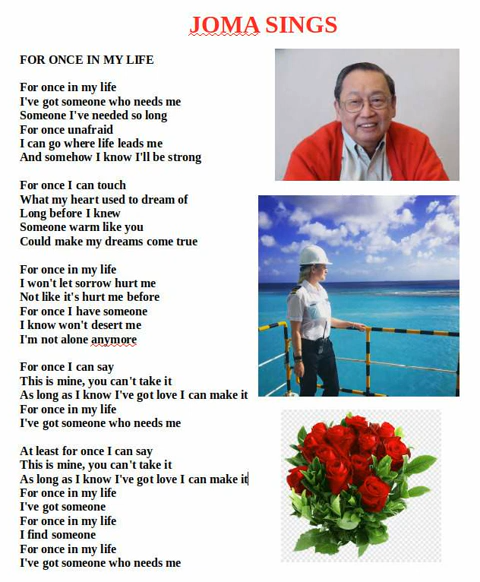 JOMA SINGS
FOR ONCE IN MY LIFE
For once in my life
I've got someone who needs me
Someone I've needed so long
For once unafraid
I can go where life leads me
And somehow I know I'll be strong
For once I can touch
What my heart used to dream of
Long before I knew
Someone warm like you
Could make my dreams come true
For once in my life
I won't let sorrow hurt me
Not like it's hurt me before
For once I have someone
I know won't desert me
I'm not alone anymore
For once I can say
This is mine, you can't take it
As long as I know I've got love I can make it
For once in my life
I've got someone who needs me
At least for once I can say
This is mine, you can't take it
As long as I know I've got love I can make it
For once in my life
I've got someone
For once in my life
I find someone
For once in my life
I've got someone who needs me